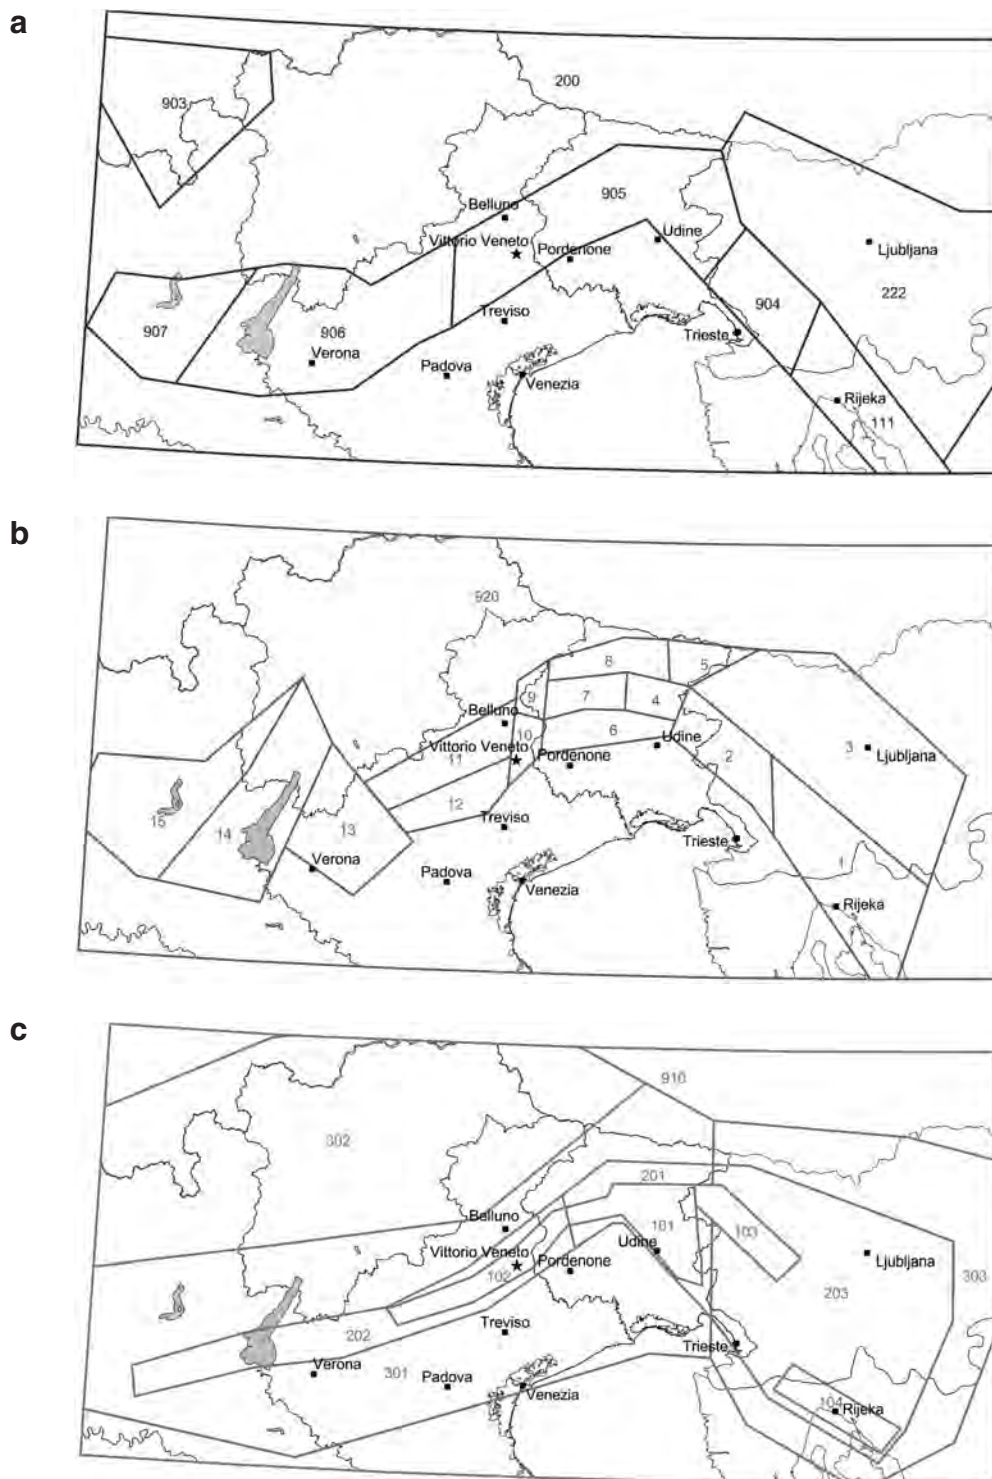 a
200
903
Belluno
905
Vittorio Veneto
Udine
Pordenone
Ljubljana
222
904
Treviso
907
906
Trieste
Verona
Padova
Venezia
Rijeka
111
b
920
8
5
9
7
4
Belluno
10
6
Udine
Vittorio Veneto
11
Pordenone
2
3
Ljubljana
12
15
14
13
Treviso
Trieste
Verona
1
Padova
Venezia
Rijeka
c
910
302
201
Belluno
101
103
Udine
Vittorio Veneto
102
Pordenone
Ljubljana
303
203
202
Treviso
Trieste
Verona
301
Padova
Venezia
104
Rijeka